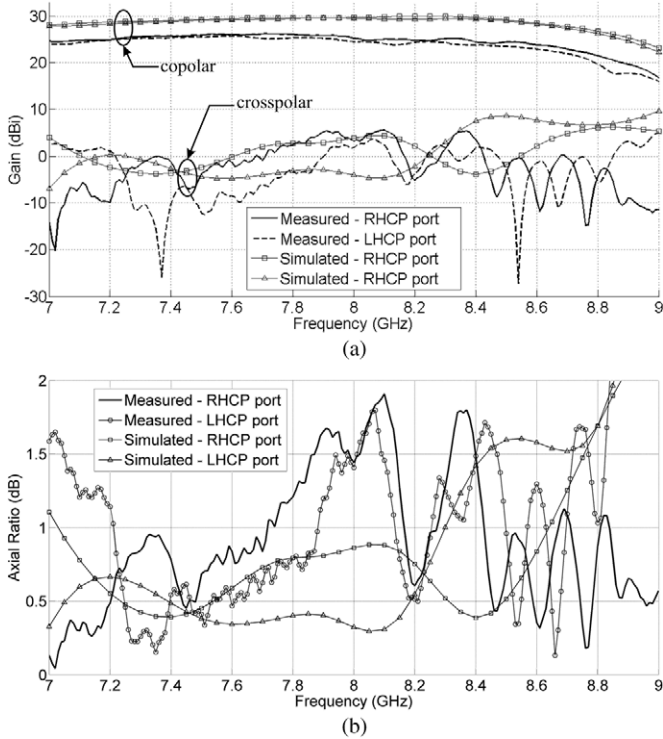 30
20
10
0
-10
-20
-30
Gain (dBi)
copolar
crosspolar
Measured - RHCP port
Measured - LHCP port
Simulated - RHCP port
Simulated - RHCP port
7 7.2 7.4 7.6 7.8 8 8.2 8.4 8.6 8.8 9
Frequency (GHz)
(a)
2
1.5
1
0.5
0
Axial Ratio (dB)
Measured - RHCP port
Measured - LHCP port
Simulated - RHCP port
Simulated - LHCP port
7 7.2 7.4 7.6 7.8 8 8.2 8.4 8.6 8.8 9
Frequency (GHz)
(b)